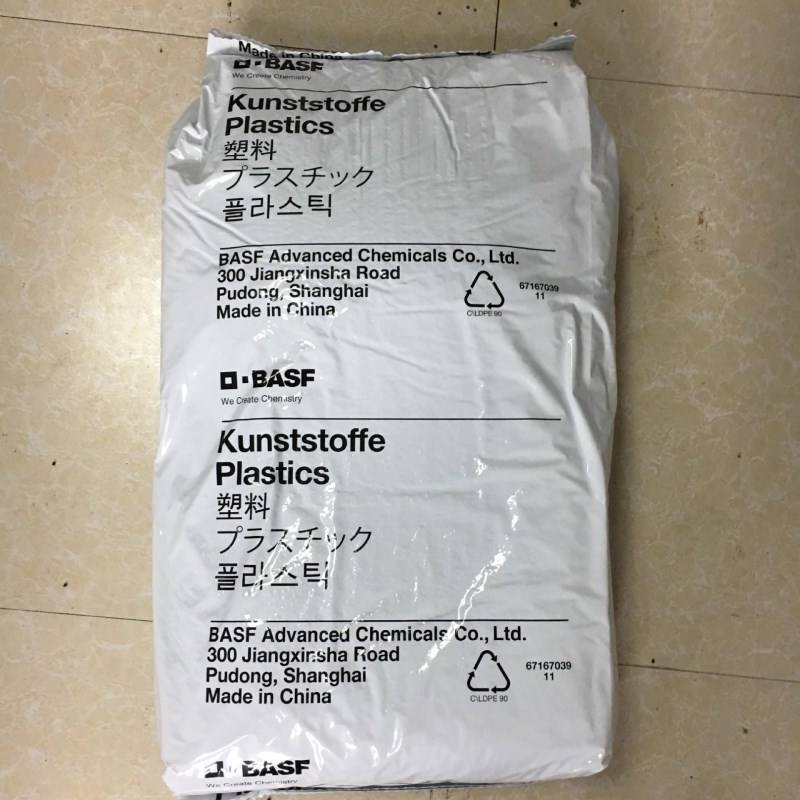 Made in China
BASF
We Create Chemistry
Kunststoffe
Plastics
塑料
プラスチック
플라스틱
BASF Advanced Chemicals Co., Ltd.
300 Jiangxinsha Road
Pudong, Shanghai
Made in China
C\LDPE 90
67167039
11
BASF
We Create Chemistry
Kunststoffe
Plastics
塑料
プラスチック
플라스틱
BASF Advanced Chemicals Co., Ltd.
300 Jiangxinsha Road
Pudong, Shanghai
Made in China
C\LDPE 90
67167039
11
BASF
We Create Chemistry